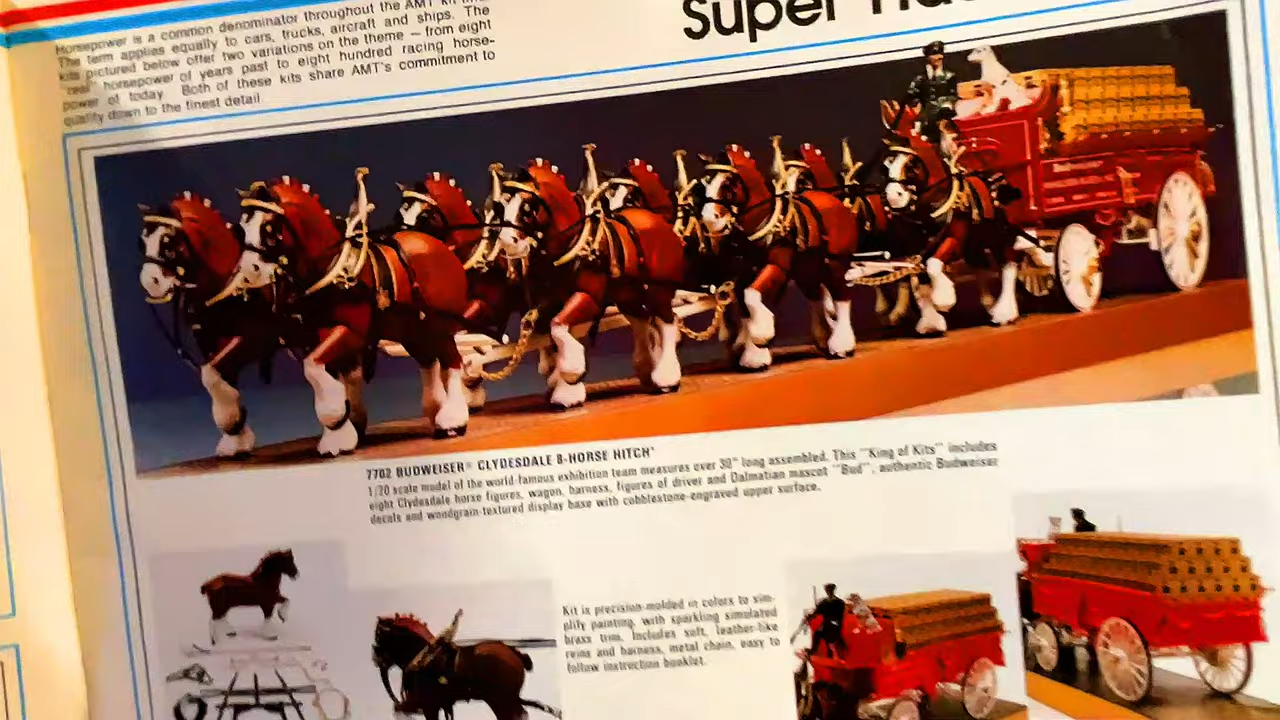 Horsepower is a common denominator throughout the AMT
The term applies equally to cars, trucks, aircraft and ships. The
kits pictured below offer two variations on the theme — from eight
"real" horsepower of years past to eight hundred racing horse-
power of today. Both of these kits share AMT's commitment to
quality down to the finest detail
Super
7702 BUDWEISER® CLYDESDALE 8-HORSE HITCH*
1/20 scale model of the world-famous exhibition team measures over 30" long assembled. This "King of Kits" includes
eight Clydesdale horse figures, wagon, harness, figures of driver and Dalmatian mascot "Bud", authentic Budweiser
decals and woodgrain-textured display base with cobblestone-engraved upper surface.
Kit is precision-molded in colors to sim-
plify painting, with sparkling simulated
brass trim. Includes soft, leather-like
reins and harness, metal chain, easy to
follow instruction booklet.